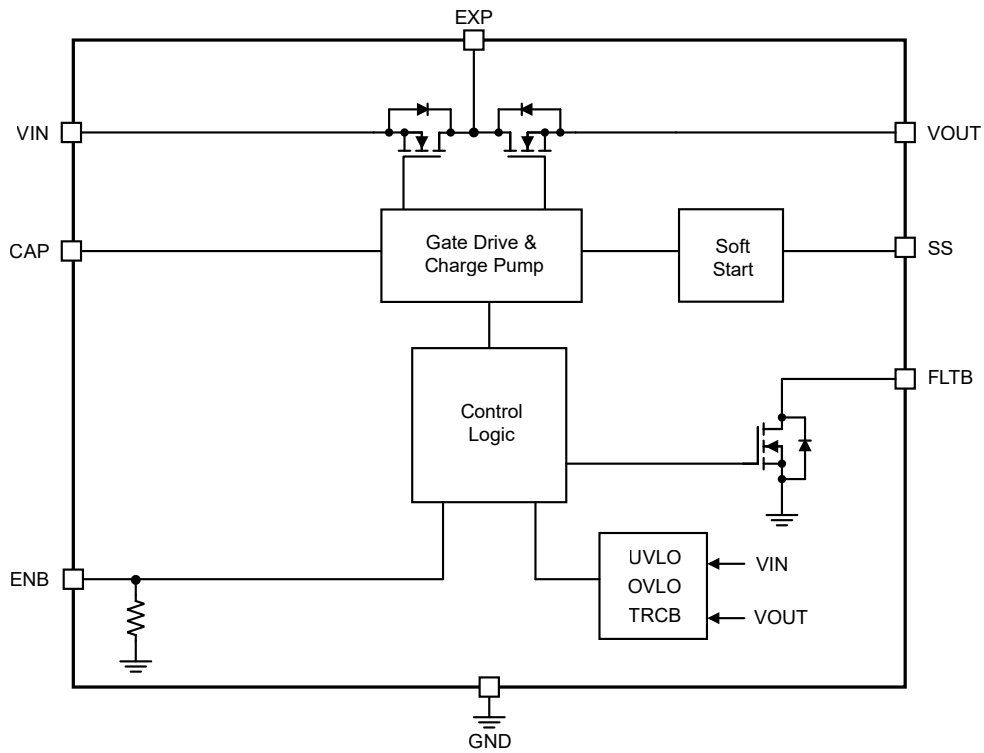 EXP
VIN
VOUT
CAP
Gate Drive &
Charge Pump
Soft
Start
SS
FLTB
Control
Logic
ENB
UVLO
OVLO
TRCB
VIN
VOUT
GND